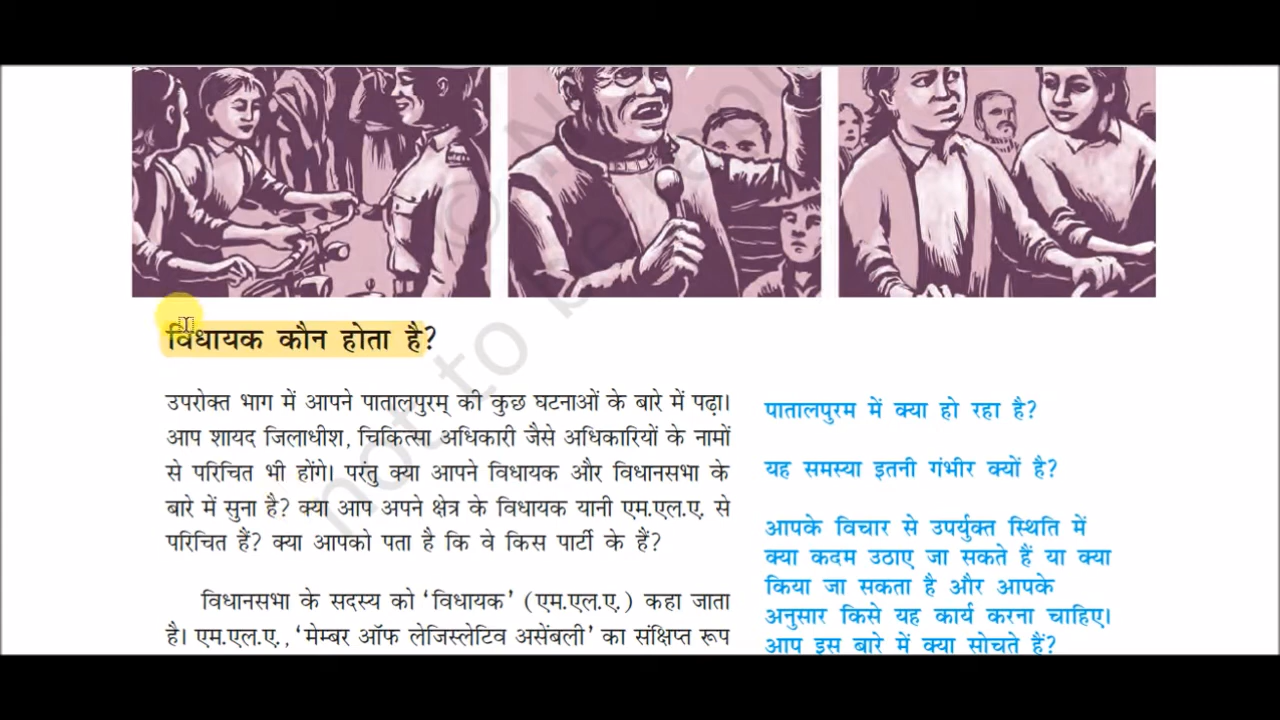 विधायक कौन होता है?
उपरोक्त भाग में आपने पातालपुरम् की कुछ घटनाओं के बारे में पढ़ा।
आप शायद जिलाधीश, चिकित्सा अधिकारी जैसे अधिकारियों के नामों
से परिचित भी होंगे। परंतु क्या आपने विधायक और विधानसभा के
बारे में सुना है? क्या आप अपने क्षेत्र के विधायक यानी एम.एल.ए. से
परिचित हैं? क्या आपको पता है कि वे किस पार्टी के हैं?
विधानसभा के सदस्य को ‘विधायक’ (एम.एल.ए.) कहा जाता
है। एम.एल.ए., ‘मेम्बर ऑफ लेजिस्लेटिव असेंबली’ का संक्षिप्त रूप
पातालपुरम में क्या हो रहा है?
यह समस्या इतनी गंभीर क्यों है?
आपके विचार से उपर्युक्त स्थिति में
क्या कदम उठाए जा सकते हैं या क्या
किया जा सकता है और आपके
अनुसार किसे यह कार्य करना चाहिए।
आप इस बारे में क्या सोचते हैं?
not to be